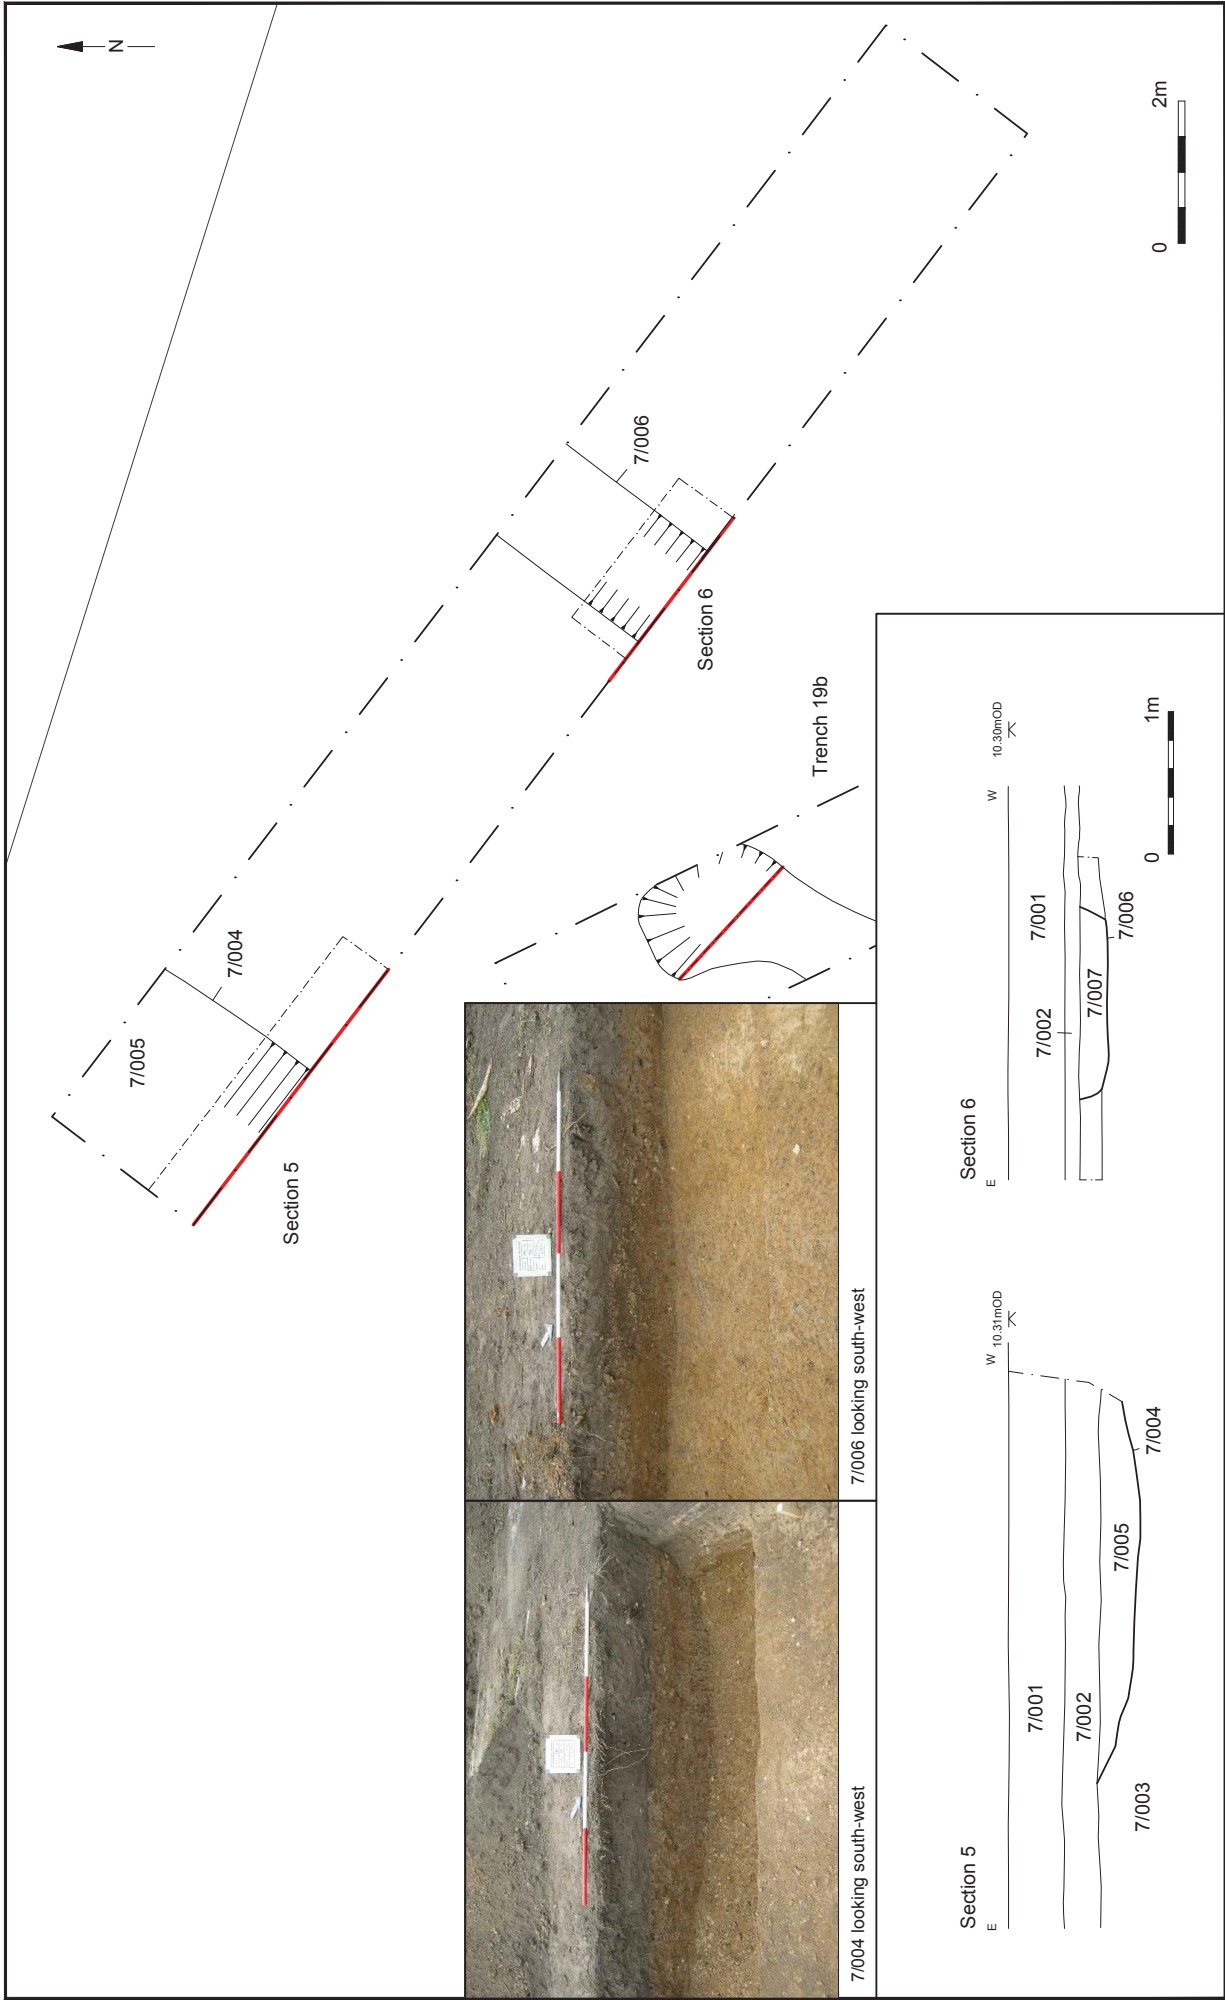 N
7/005
7/004
Section 5
7/006
Section 6
Trench 19b
0 2m
7/004 looking south-west
7/006 looking south-west
Section 5
E
W
10.31mOD
7/001
7/002
7/003
7/005
7/004
Section 6
E
W
10.30mOD
7/002
7/001
7/007
7/006
0 1m